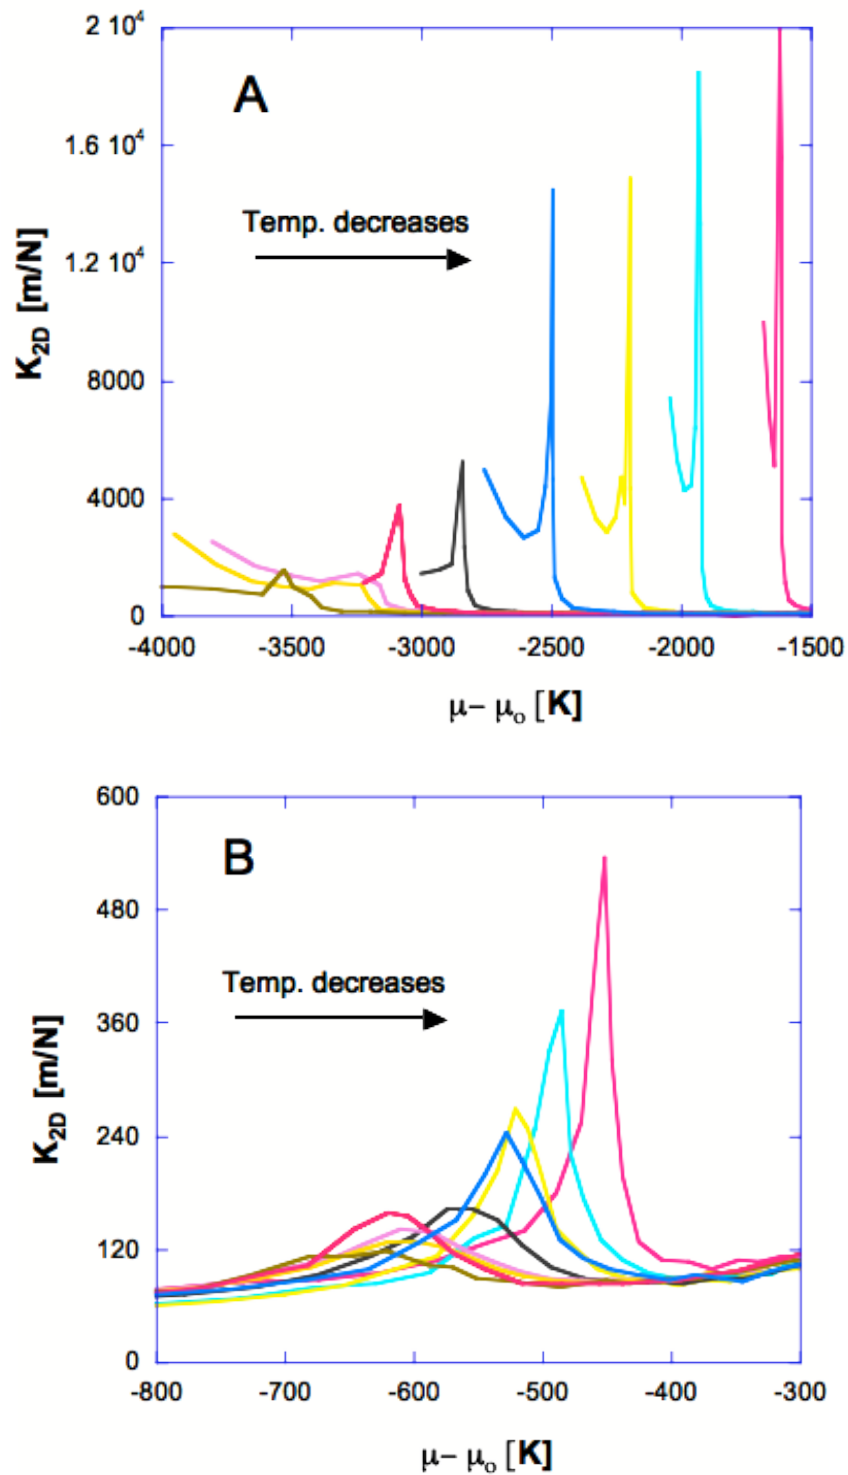 2 10⁴
A
1.6 10⁴
Temp. decreases
1.2 10⁴
K₂D [m/N]
8000
4000
0
-4000 -3500 -3000 -2500 -2000 -1500
μ− μₒ [K]
600
B
480
Temp. decreases
360
K₂D [m/N]
240
120
0
-800 -700 -600 -500 -400 -300
μ− μₒ [K]